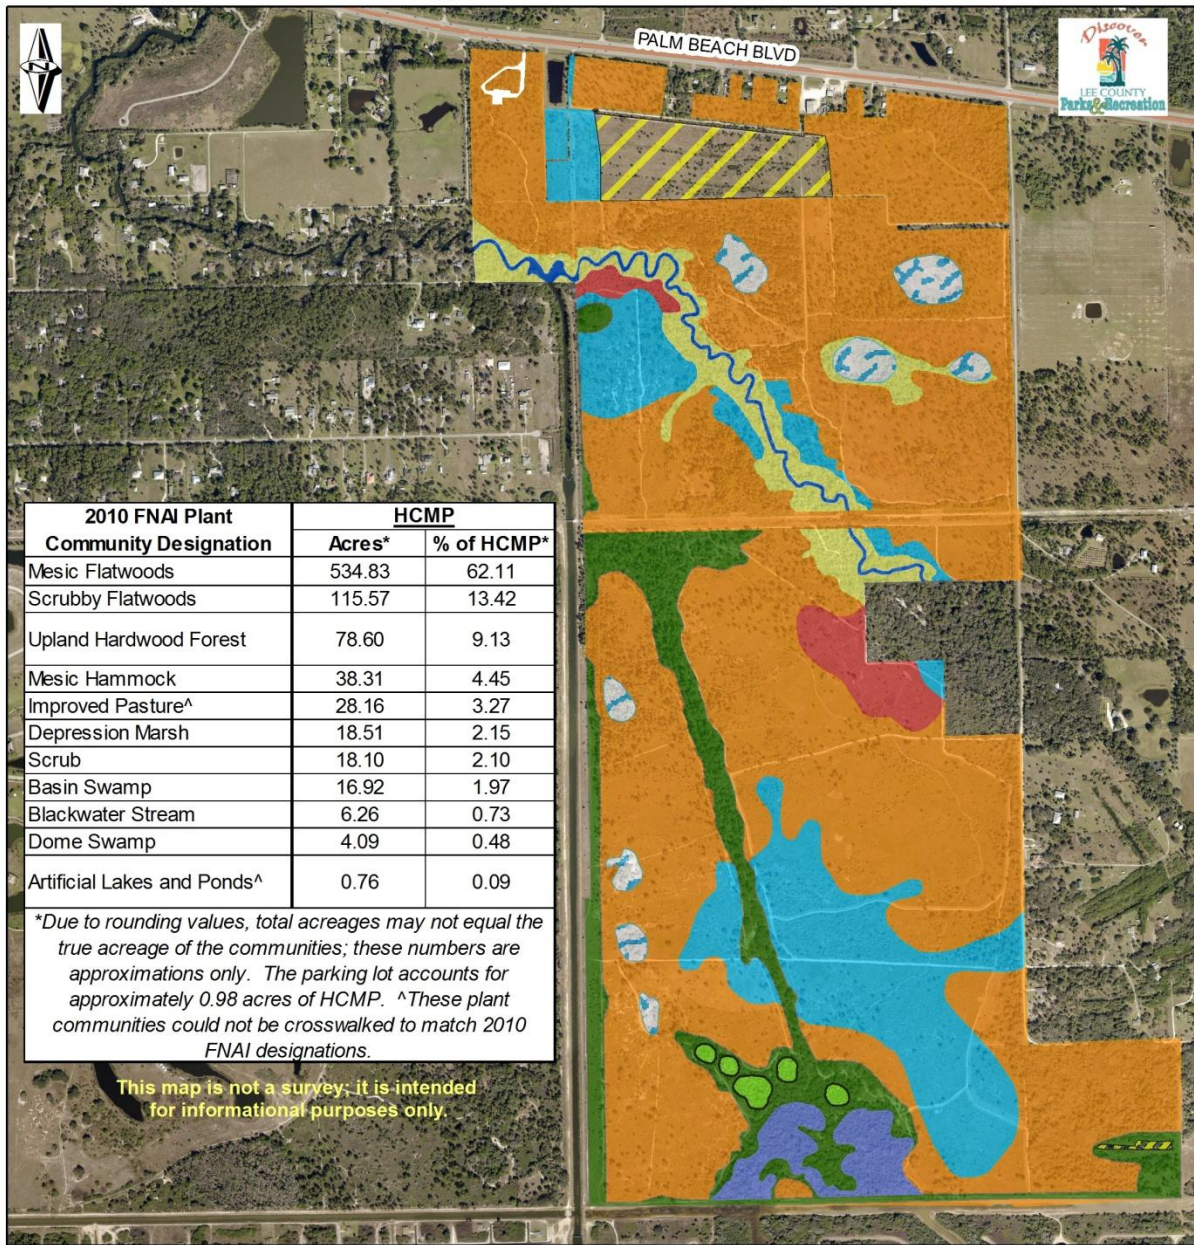 PALM BEACH BLVD
Discover
LEE COUNTY
Parks & Recreation
N
2010 FNAI Plant Community Designation HCMP
Acres* % of HCMP*
Mesic Flatwoods 534.83 62.11
Scrubby Flatwoods 115.57 13.42
Upland Hardwood Forest 78.60 9.13
Mesic Hammock 38.31 4.45
Improved Pasture^ 28.16 3.27
Depression Marsh 18.51 2.15
Scrub 18.10 2.10
Basin Swamp 16.92 1.97
Blackwater Stream 6.26 0.73
Dome Swamp 4.09 0.48
Artificial Lakes and Ponds^ 0.76 0.09
*Due to rounding values, total acreages may not equal the
true acreage of the communities; these numbers are
approximations only. The parking lot accounts for
approximately 0.98 acres of HCMP. ^These plant
communities could not be crosswalked to match 2010
FNAI designations.
This map is not a survey; it is intended
for informational purposes only.